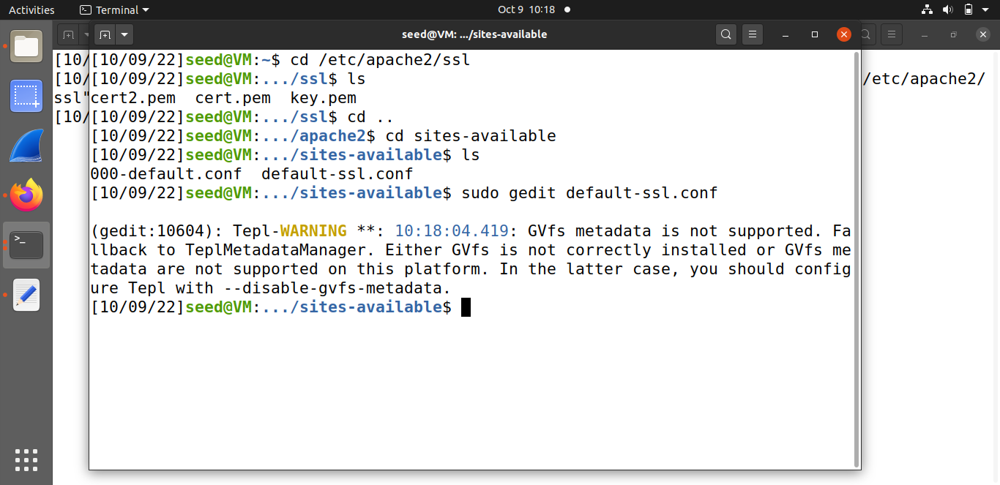 Activities
Terminal
Oct 9 10:18
seed@VM: .../sites-available
[10/
[10/
/etc/apache2/
ssl"
[10/
[10/09/22]seed@VM:~$ cd /etc/apache2/ssl
[10/09/22]seed@VM:.../ssl$ ls
cert2.pem  cert.pem  key.pem
[10/09/22]seed@VM:.../ssl$ cd ..
[10/09/22]seed@VM:.../apache2$ cd sites-available
[10/09/22]seed@VM:.../sites-available$ ls
000-default.conf  default-ssl.conf
[10/09/22]seed@VM:.../sites-available$ sudo gedit default-ssl.conf
(gedit:10604): Tepl-WARNING **: 10:18:04.419: GVfs metadata is not supported. Fa
llback to TeplMetadataManager. Either GVfs is not correctly installed or GVfs me
tadata are not supported on this platform. In the latter case, you should config
ure Tepl with --disable-gvfs-metadata.
[10/09/22]seed@VM:.../sites-available$